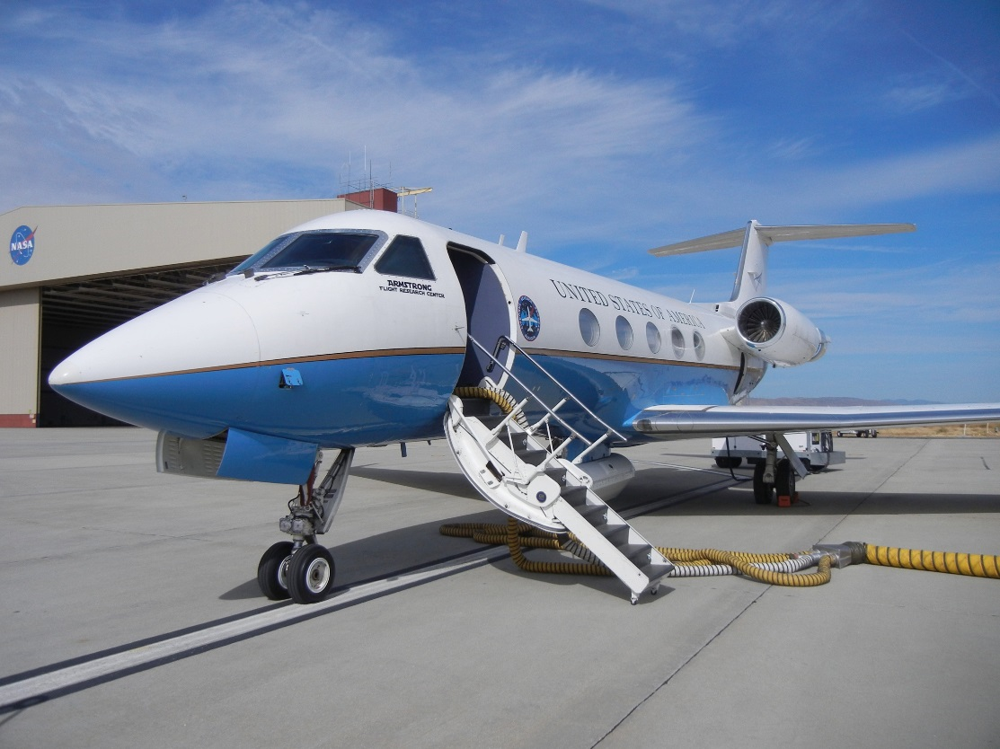 NASA
ARMSTRONG
FLIGHT RESEARCH CENTER
UNITED STATES OF AMERICA